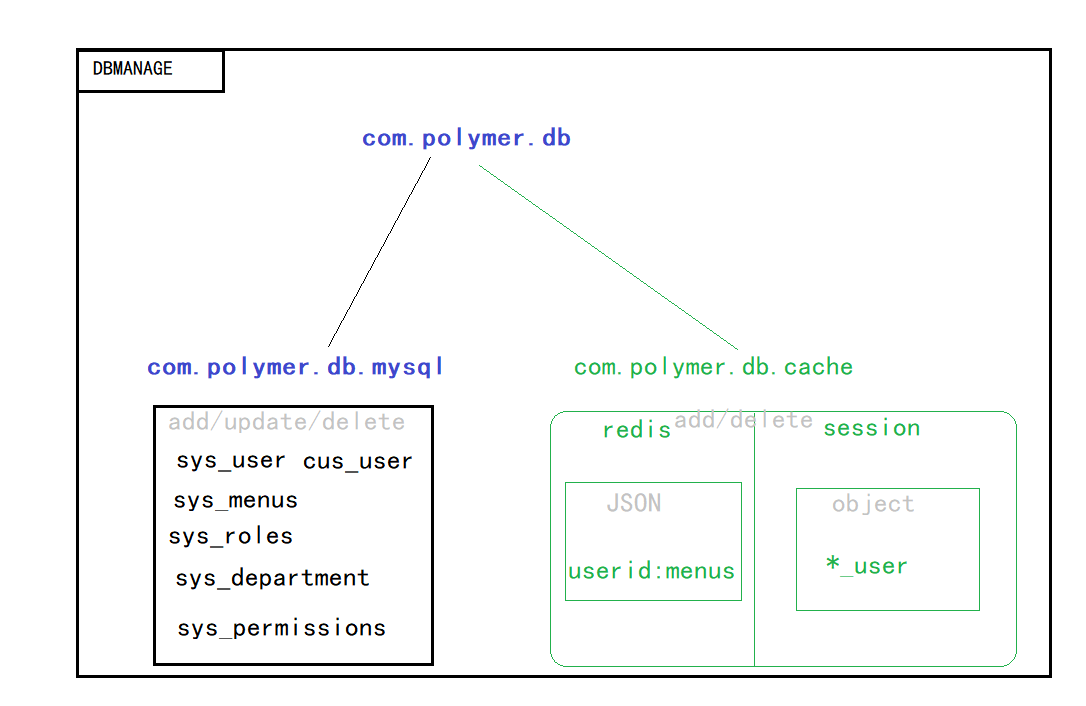 DBMANAGE
com.polymer.db
com.polymer.db.mysql
com.polymer.db.cache
add/update/delete
sys_user cus_user
sys_menus
sys_roles
sys_department
sys_permissions
add/delete
redis
session
JSON
userid:menus
object
*_user